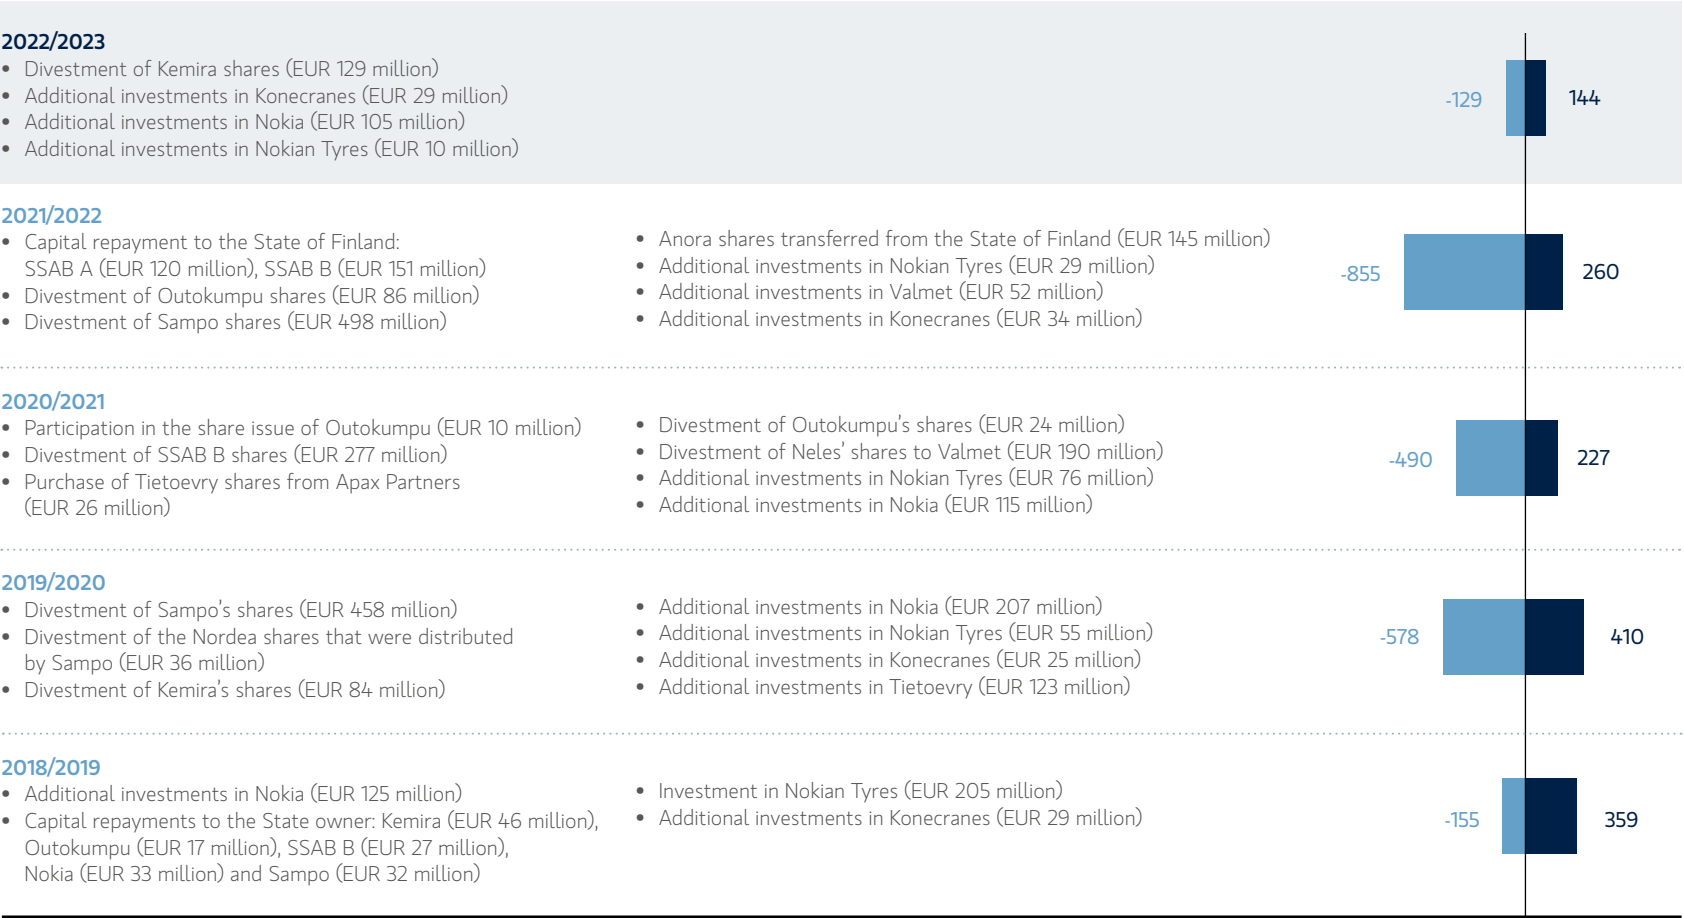 2022/2023
• Divestment of Kemira shares (EUR 129 million)
• Additional investments in Konecranes (EUR 29 million)
• Additional investments in Nokia (EUR 105 million)
• Additional investments in Nokian Tyres (EUR 10 million)
-129
144
2021/2022
• Capital repayment to the State of Finland:
SSAB A (EUR 120 million), SSAB B (EUR 151 million)
• Divestment of Outokumpu shares (EUR 86 million)
• Divestment of Sampo shares (EUR 498 million)
• Anora shares transferred from the State of Finland (EUR 145 million)
• Additional investments in Nokian Tyres (EUR 29 million)
• Additional investments in Valmet (EUR 52 million)
• Additional investments in Konecranes (EUR 34 million)
-855
260
2020/2021
• Participation in the share issue of Outokumpu (EUR 10 million)
• Divestment of SSAB B shares (EUR 277 million)
• Purchase of Tietoevry shares from Apax Partners
(EUR 26 million)
• Divestment of Outokumpu's shares (EUR 24 million)
• Divestment of Neles' shares to Valmet (EUR 190 million)
• Additional investments in Nokian Tyres (EUR 76 million)
• Additional investments in Nokia (EUR 115 million)
-490
227
2019/2020
• Divestment of Sampo's shares (EUR 458 million)
• Divestment of the Nordea shares that were distributed
by Sampo (EUR 36 million)
• Divestment of Kemira's shares (EUR 84 million)
• Additional investments in Nokia (EUR 207 million)
• Additional investments in Nokian Tyres (EUR 55 million)
• Additional investments in Konecranes (EUR 25 million)
• Additional investments in Tietoevry (EUR 123 million)
-578
410
2018/2019
• Additional investments in Nokia (EUR 125 million)
• Capital repayments to the State owner: Kemira (EUR 46 million),
Outokumpu (EUR 17 million), SSAB B (EUR 27 million),
Nokia (EUR 33 million) and Sampo (EUR 32 million)
• Investment in Nokian Tyres (EUR 205 million)
• Additional investments in Konecranes (EUR 29 million)
-155
359